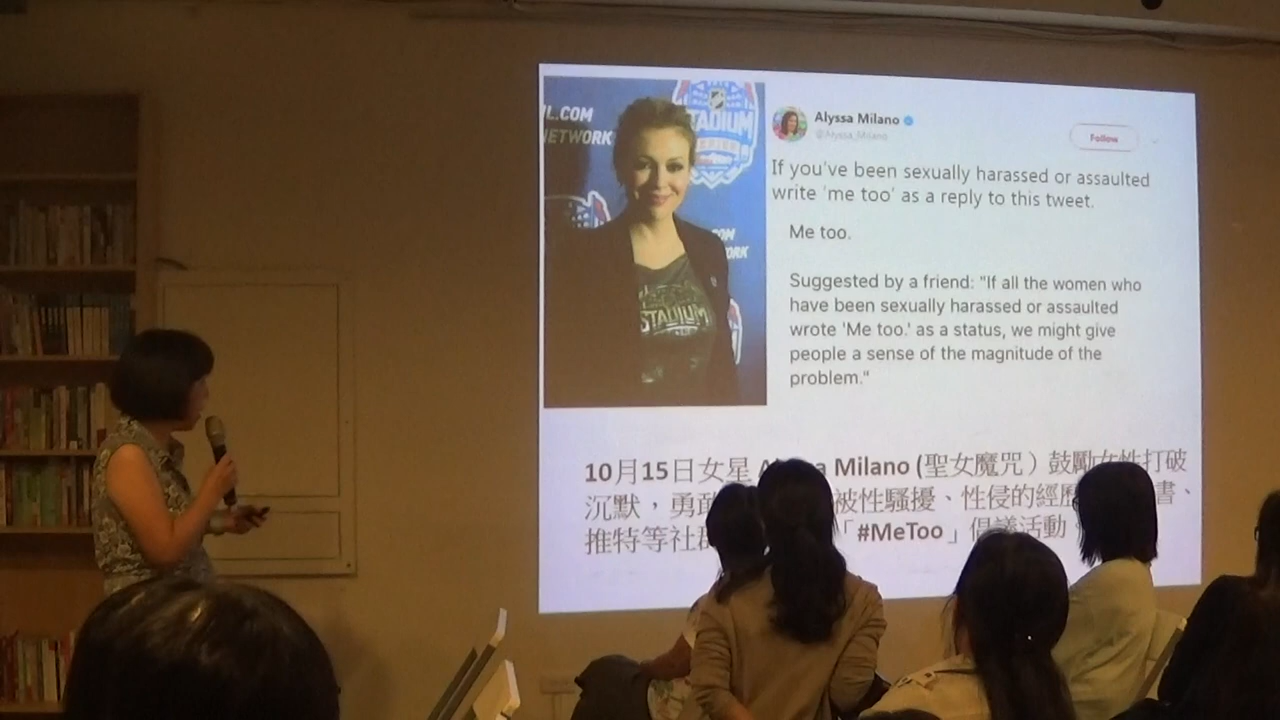 L.COM
NETWORK
STADIUM
STADIUM
Alyssa Milano
@Alyssa_Milano
Follow
If you've been sexually harassed or assaulted
write 'me too' as a reply to this tweet.
Me too.
Suggested by a friend: "If all the women who
have been sexually harassed or assaulted
wrote 'Me too.' as a status, we might give
people a sense of the magnitude of the
problem."
10月15日女星 Milano (聖女魔咒）鼓勵女性打破
沉默，勇敢 被性騷擾、性侵的經歷 書、
推特等社群 「#MeToo」倡議活動